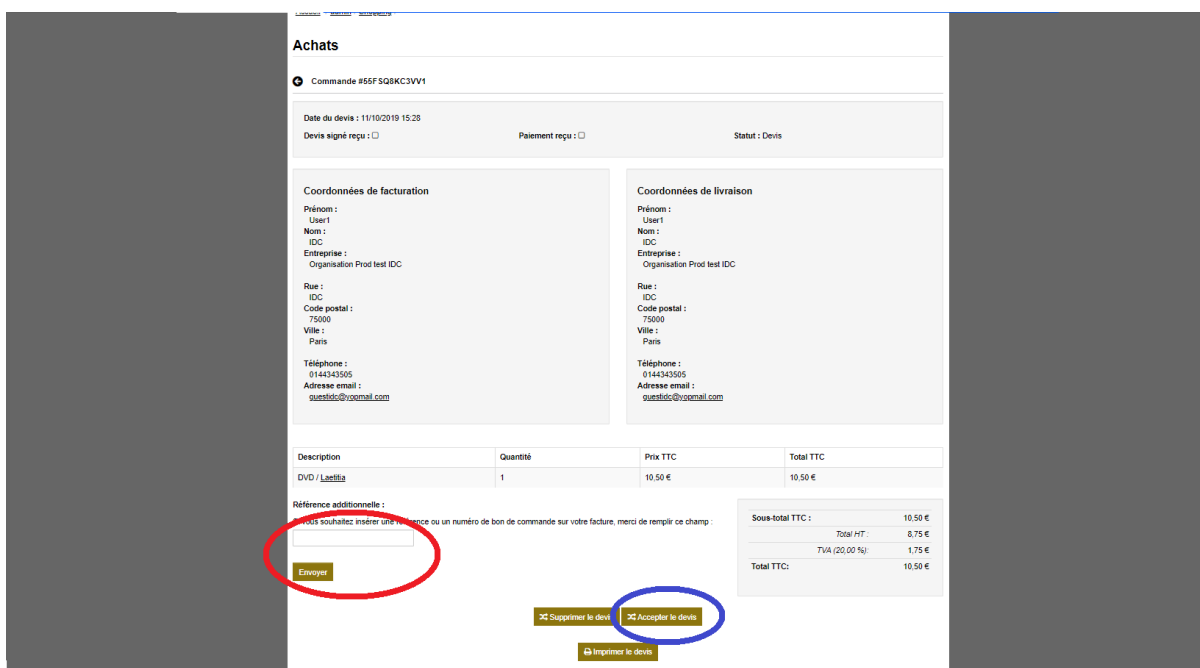 Achats
Commande #55FSQ8KC3VV1
Date du devis : 11/10/2019 15:28
Devis signé reçu :
Paiement reçu :
Statut : Devis
Coordonnées de facturation
Prénom :
User1
Nom :
IDC
Entreprise :
Organisation Prod test IDC
Rue :
IDC
Code postal :
75000
Ville :
Paris
Téléphone :
0144343505
Adresse email :
guestidc@yopmail.com
Coordonnées de livraison
Prénom :
User1
Nom :
IDC
Entreprise :
Organisation Prod test IDC
Rue :
IDC
Code postal :
75000
Ville :
Paris
Téléphone :
0144343505
Adresse email :
guestidc@yopmail.com
Description Quantité Prix TTC Total TTC
DVD / Laetitia 1 10,50 € 10,50 €
Référence additionnelle :
vous souhaitez insérer une référence ou un numéro de bon de commande sur votre facture, merci de remplir ce champ :
Envoyer
Sous-total TTC : 10,50 €
Total HT : 8,75 €
TVA (20,00 %): 1,75 €
Total TTC: 10,50 €
Supprimer le devis
Accepter le devis
Imprimer le devis